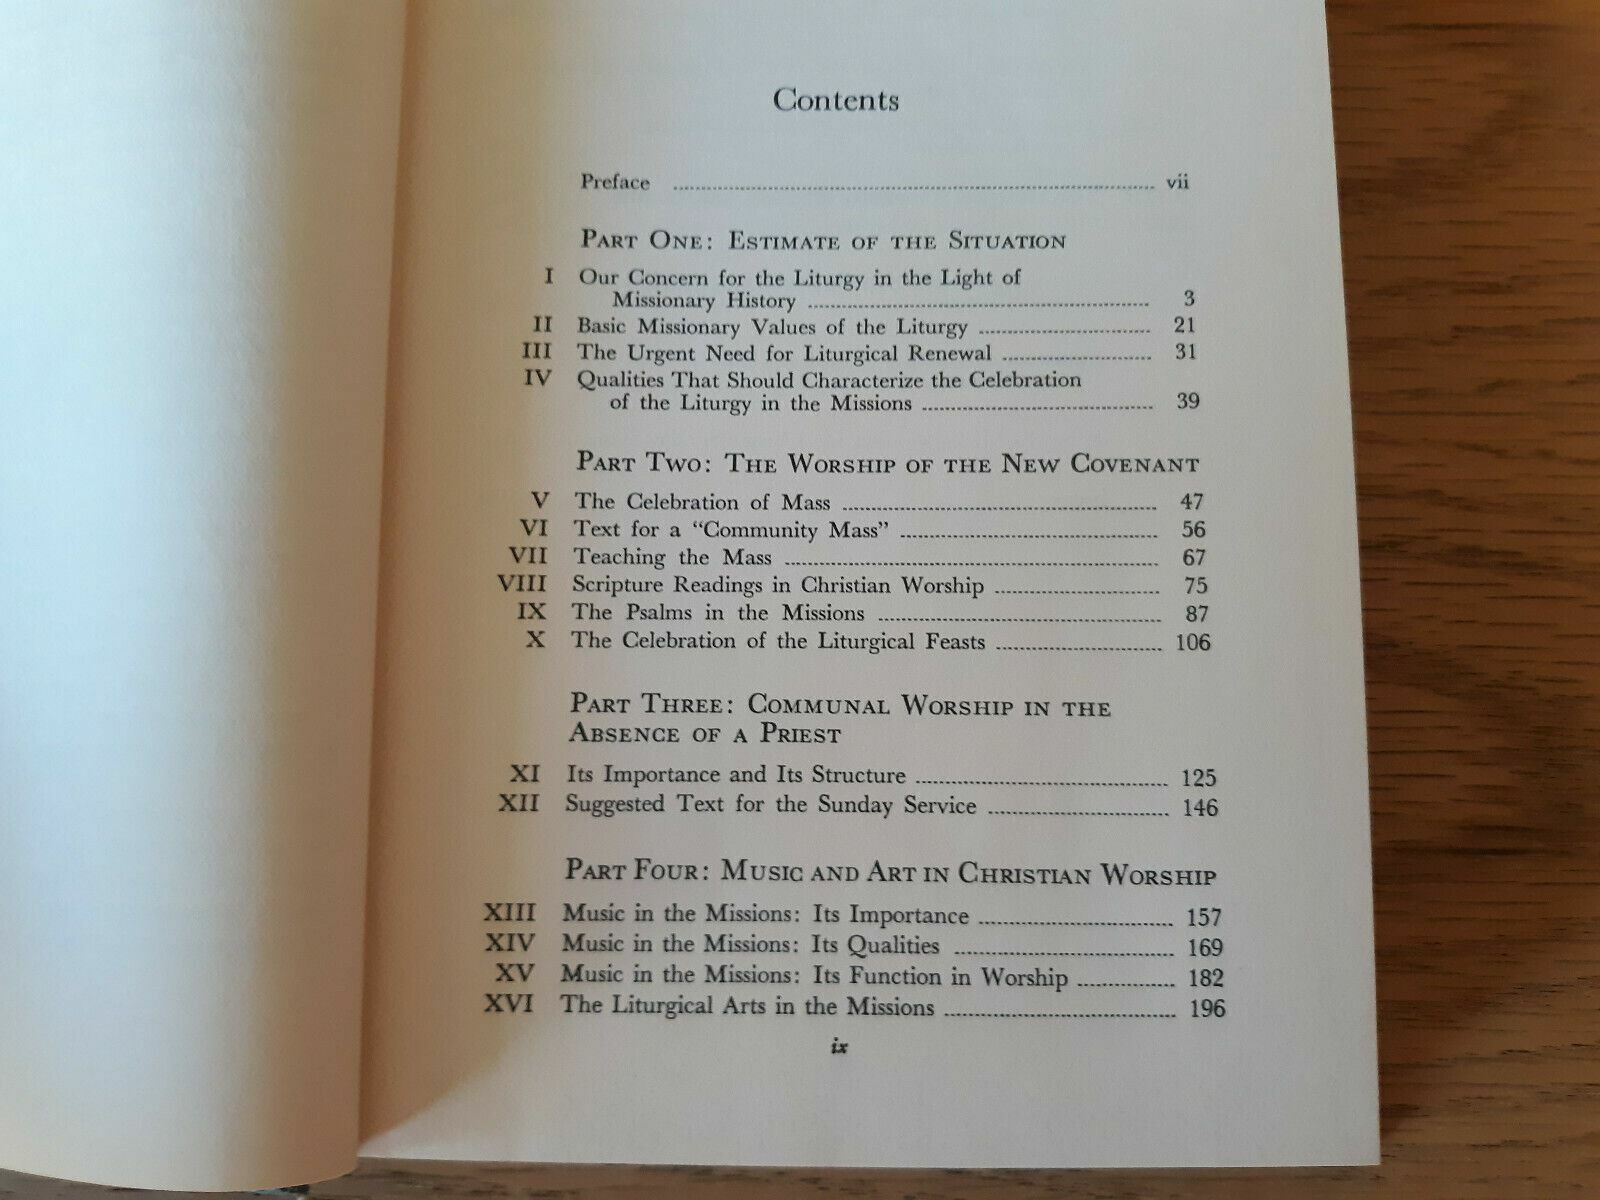 Contents
Preface vii
PART ONE: ESTIMATE OF THE SITUATION
I Our Concern for the Liturgy in the Light of
Missionary History 3
II Basic Missionary Values of the Liturgy 21
III The Urgent Need for Liturgical Renewal 31
IV Qualities That Should Characterize the Celebration
of the Liturgy in the Missions 39
PART TWO: THE WORSHIP OF THE NEW COVENANT
V The Celebration of Mass 47
VI Text for a "Community Mass" 56
VII Teaching the Mass 67
VIII Scripture Readings in Christian Worship 75
IX The Psalms in the Missions 87
X The Celebration of the Liturgical Feasts 106
PART THREE: COMMUNAL WORSHIP IN THE
ABSENCE OF A PRIEST
XI Its Importance and Its Structure 125
XII Suggested Text for the Sunday Service 146
PART FOUR: MUSIC AND ART IN CHRISTIAN WORSHIP
XIII Music in the Missions: Its Importance 157
XIV Music in the Missions: Its Qualities 169
XV Music in the Missions: Its Function in Worship 182
XVI The Liturgical Arts in the Missions 196
ix